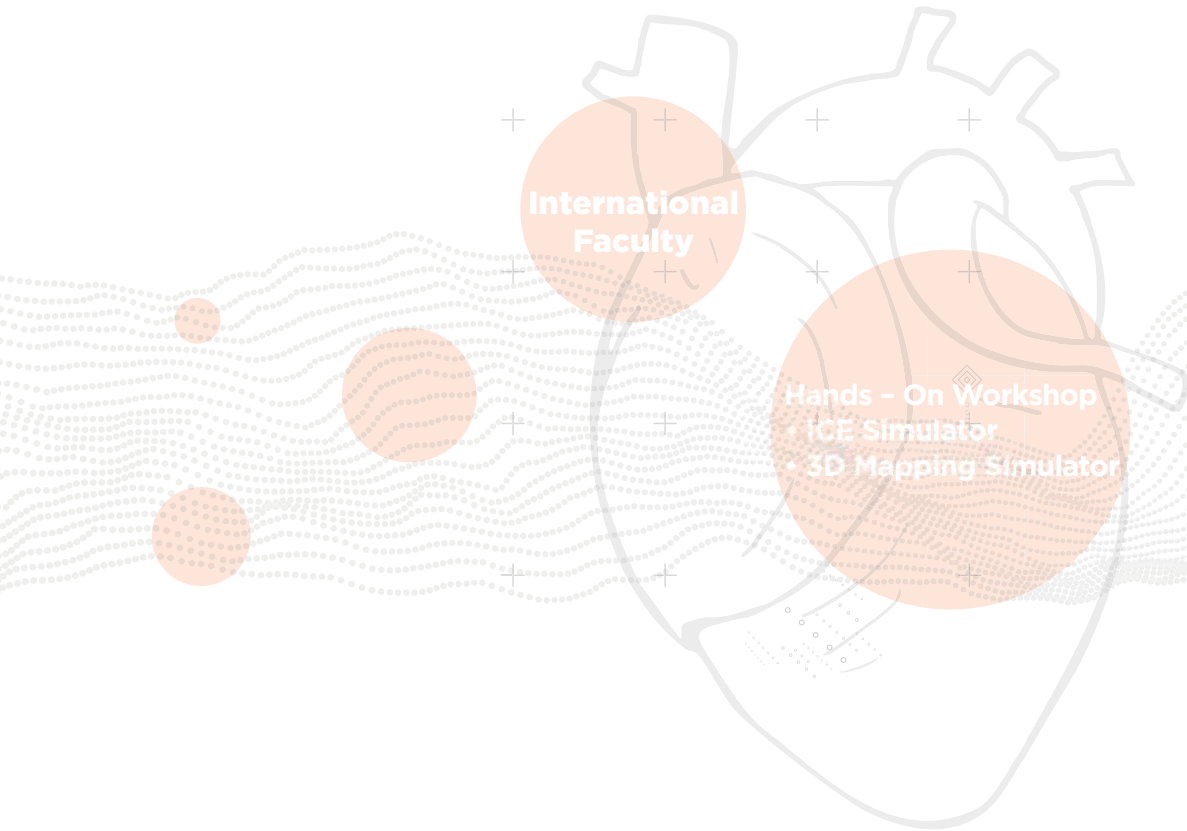 International
Faculty
Hands – On Workshop
• ICE Simulator
• 3D Mapping Simulator